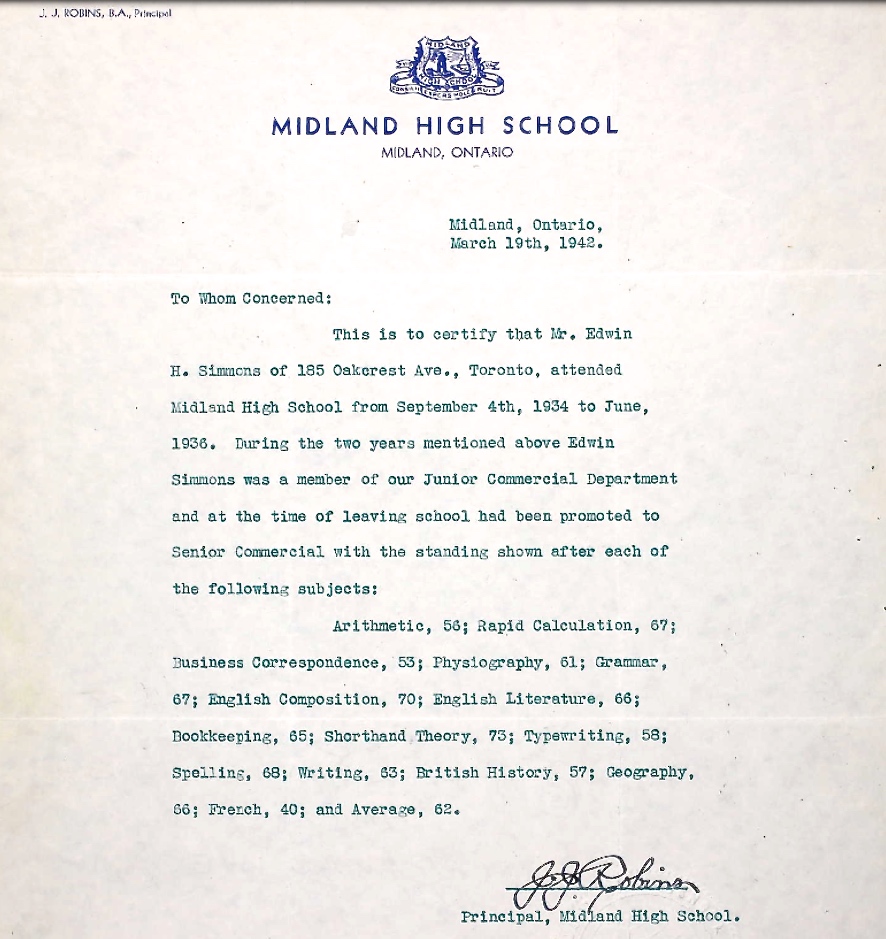 J. J. ROBINS, B.A., Principal
MIDLAND
HIGH SCHOOL
MIDLAND HIGH SCHOOL
MIDLAND, ONTARIO
Midland, Ontario,
March 19th, 1942.
To Whom Concerned:
This is to certify that Mr. Edwin
H. Simmons of 185 Oakcrest Ave., Toronto, attended
Midland High School from September 4th, 1934 to June,
1936. During the two years mentioned above Edwin
Simmons was a member of our Junior Commercial Department
and at the time of leaving school had been promoted to
Senior Commercial with the standing shown after each of
the following subjects:
Arithmetic, 56; Rapid Calculation, 67;
Business Correspondence, 53; Physiography, 61; Grammar,
67; English Composition, 70; English Literature, 66;
Bookkeeping, 65; Shorthand Theory, 73; Typewriting, 58;
Spelling, 68; Writing, 63; British History, 57; Geography,
66; French, 40; and Average, 62.
J. J. Robins
Principal, Midland High School.